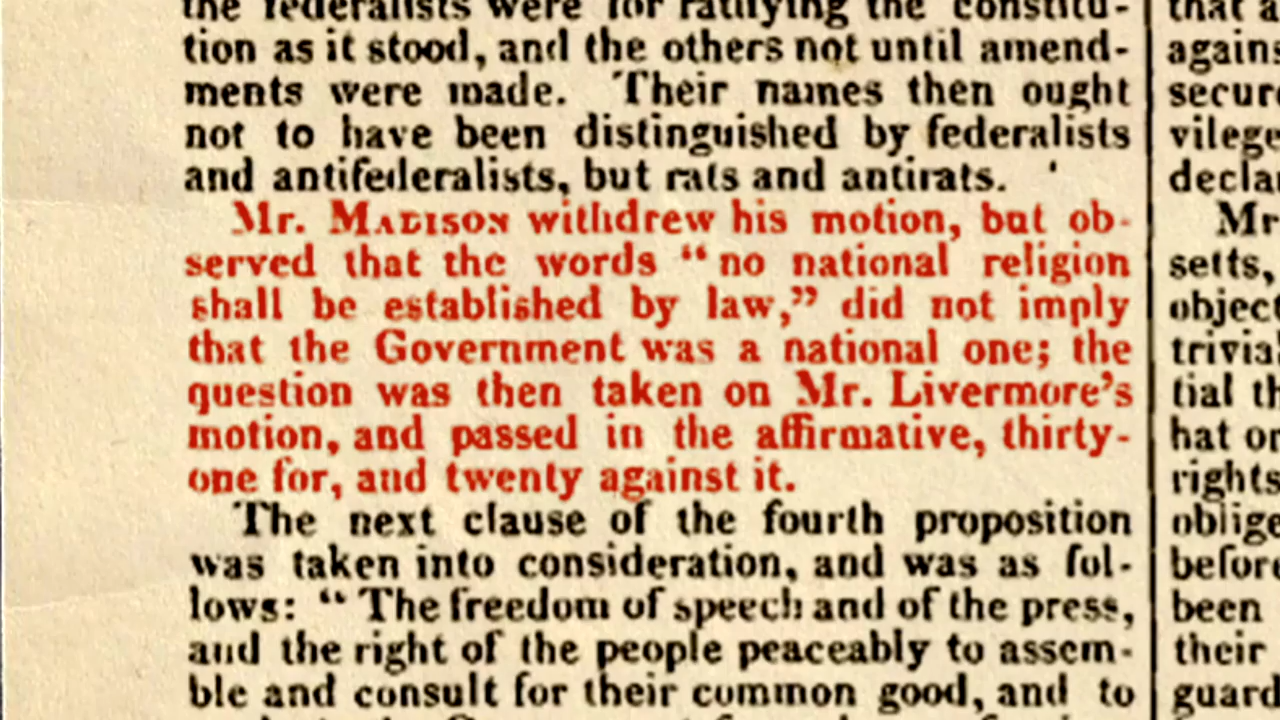 the federalists were for ratifying the constitu-
tion as it stood, and the others not until amend-
ments were made. Their names then ought
not to have been distinguished by federalists
and antifederalists, but rats and antirats.
Mr. MADISON withdrew his motion, but ob-
served that the words “no national religion
shall be established by law,” did not imply
that the Government was a national one; the
question was then taken on Mr. Livermore’s
motion, and passed in the affirmative, thirty-
one for, and twenty against it.
The next clause of the fourth proposition
was taken into consideration, and was as fol-
lows: “The freedom of speech and of the press,
and the right of the people peaceably to assem-
ble and consult for their common good, and to
that a
agains
secure
vilege
decla
Mr
setts,
objec
trivial
tial th
hat or
rights
oblige
before
been
their
guard